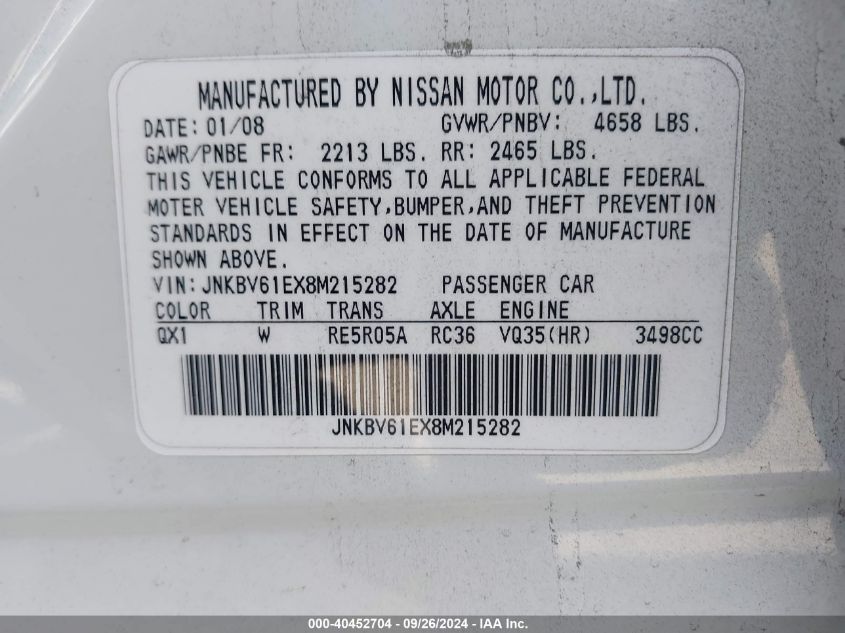 MANUFACTURED BY NISSAN MOTOR CO.,LTD.
DATE: 01/08 GVWR/PNBV: 4658 LBS.
GAWR/PNBE FR: 2213 LBS. RR: 2465 LBS.
THIS VEHICLE CONFORMS TO ALL APPLICABLE FEDERAL
MOTER VEHICLE SAFETY,BUMPER,AND THEFT PREVENTION
STANDARDS IN EFFECT ON THE DATE OF MANUFACTURE
SHOWN ABOVE.
VIN: JNKBV61EX8M215282 PASSENGER CAR
COLOR TRIM TRANS AXLE ENGINE
QX1 W RE5R05A RC36 VQ35(HR) 3498CC
JNKBV61EX8M215282
000-40452704 - 09/26/2024 - IAA Inc.